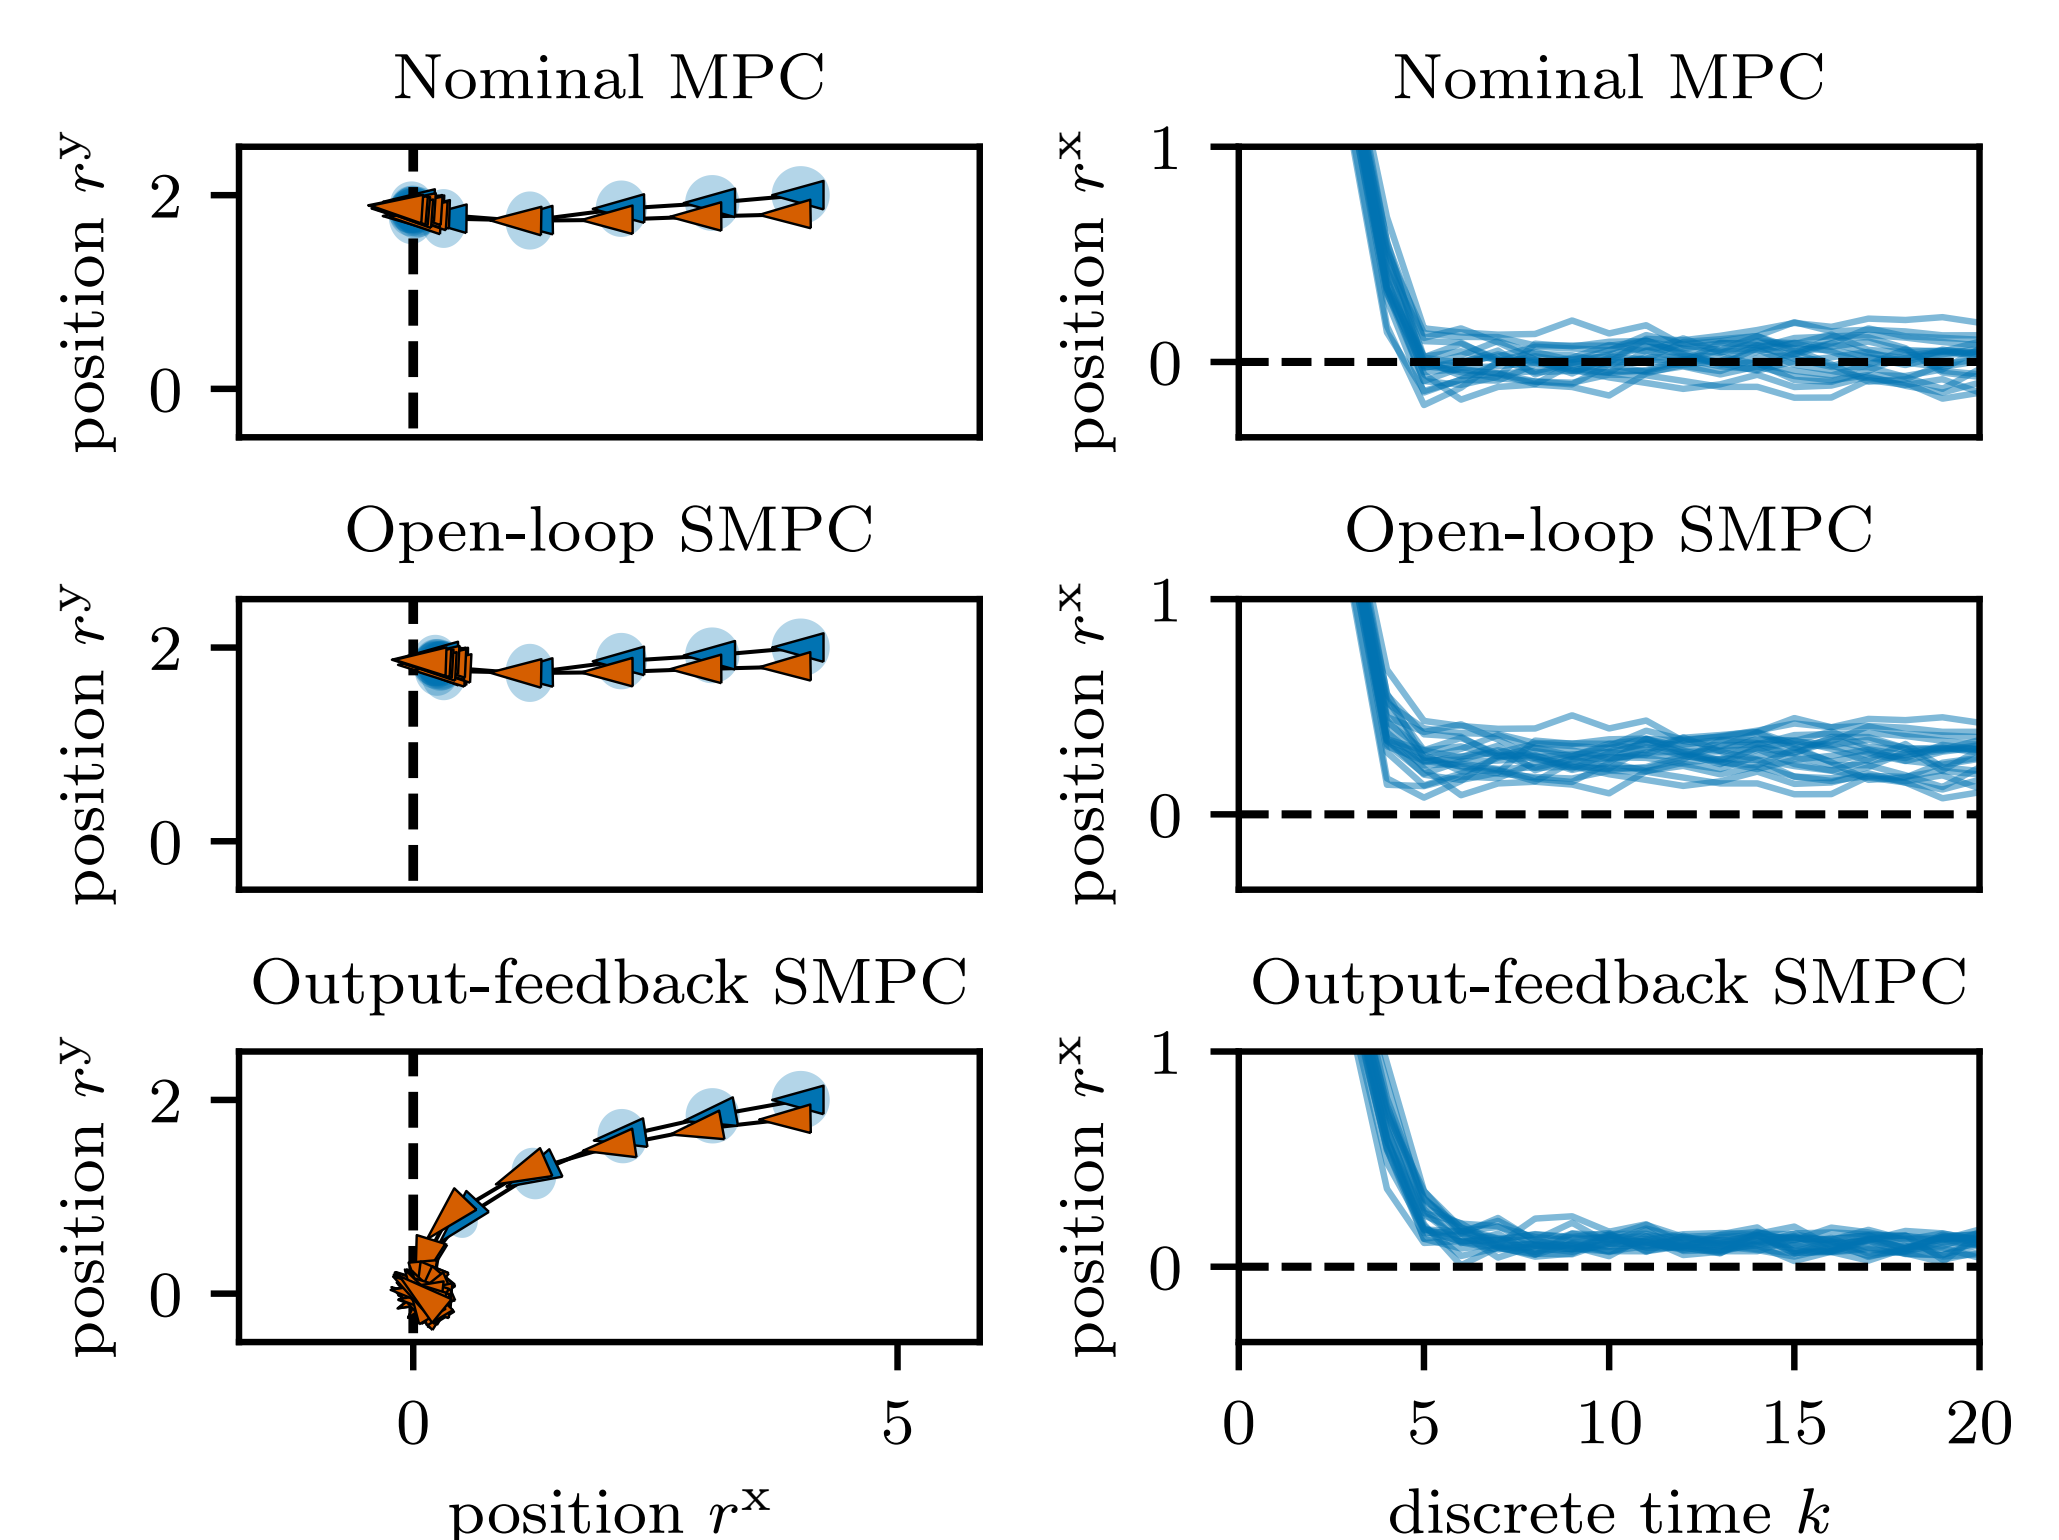 Nominal MPC
position r^y
2
0
Nominal MPC
position r^x
1
0
Open-loop SMPC
position r^y
2
0
Open-loop SMPC
position r^x
1
0
Output-feedback SMPC
position r^y
2
0
0
5
position r^x
Output-feedback SMPC
position r^x
1
0
0
5
10
15
20
discrete time k